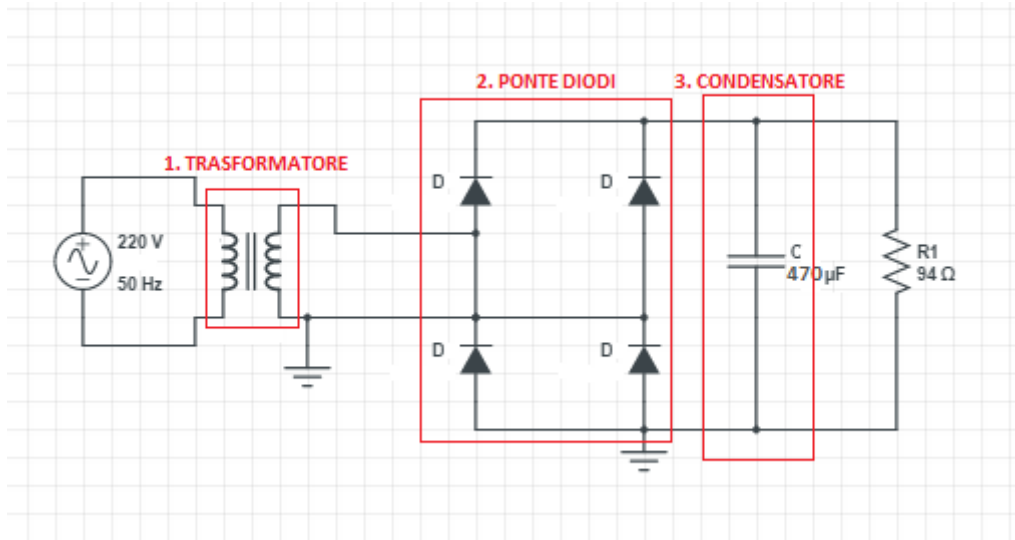 2. PONTE DIODI
3. CONDENSATORE
1. TRASFORMATORE
D
D
220 V
50 Hz
C
470µF
R1
94 Ω
D
D